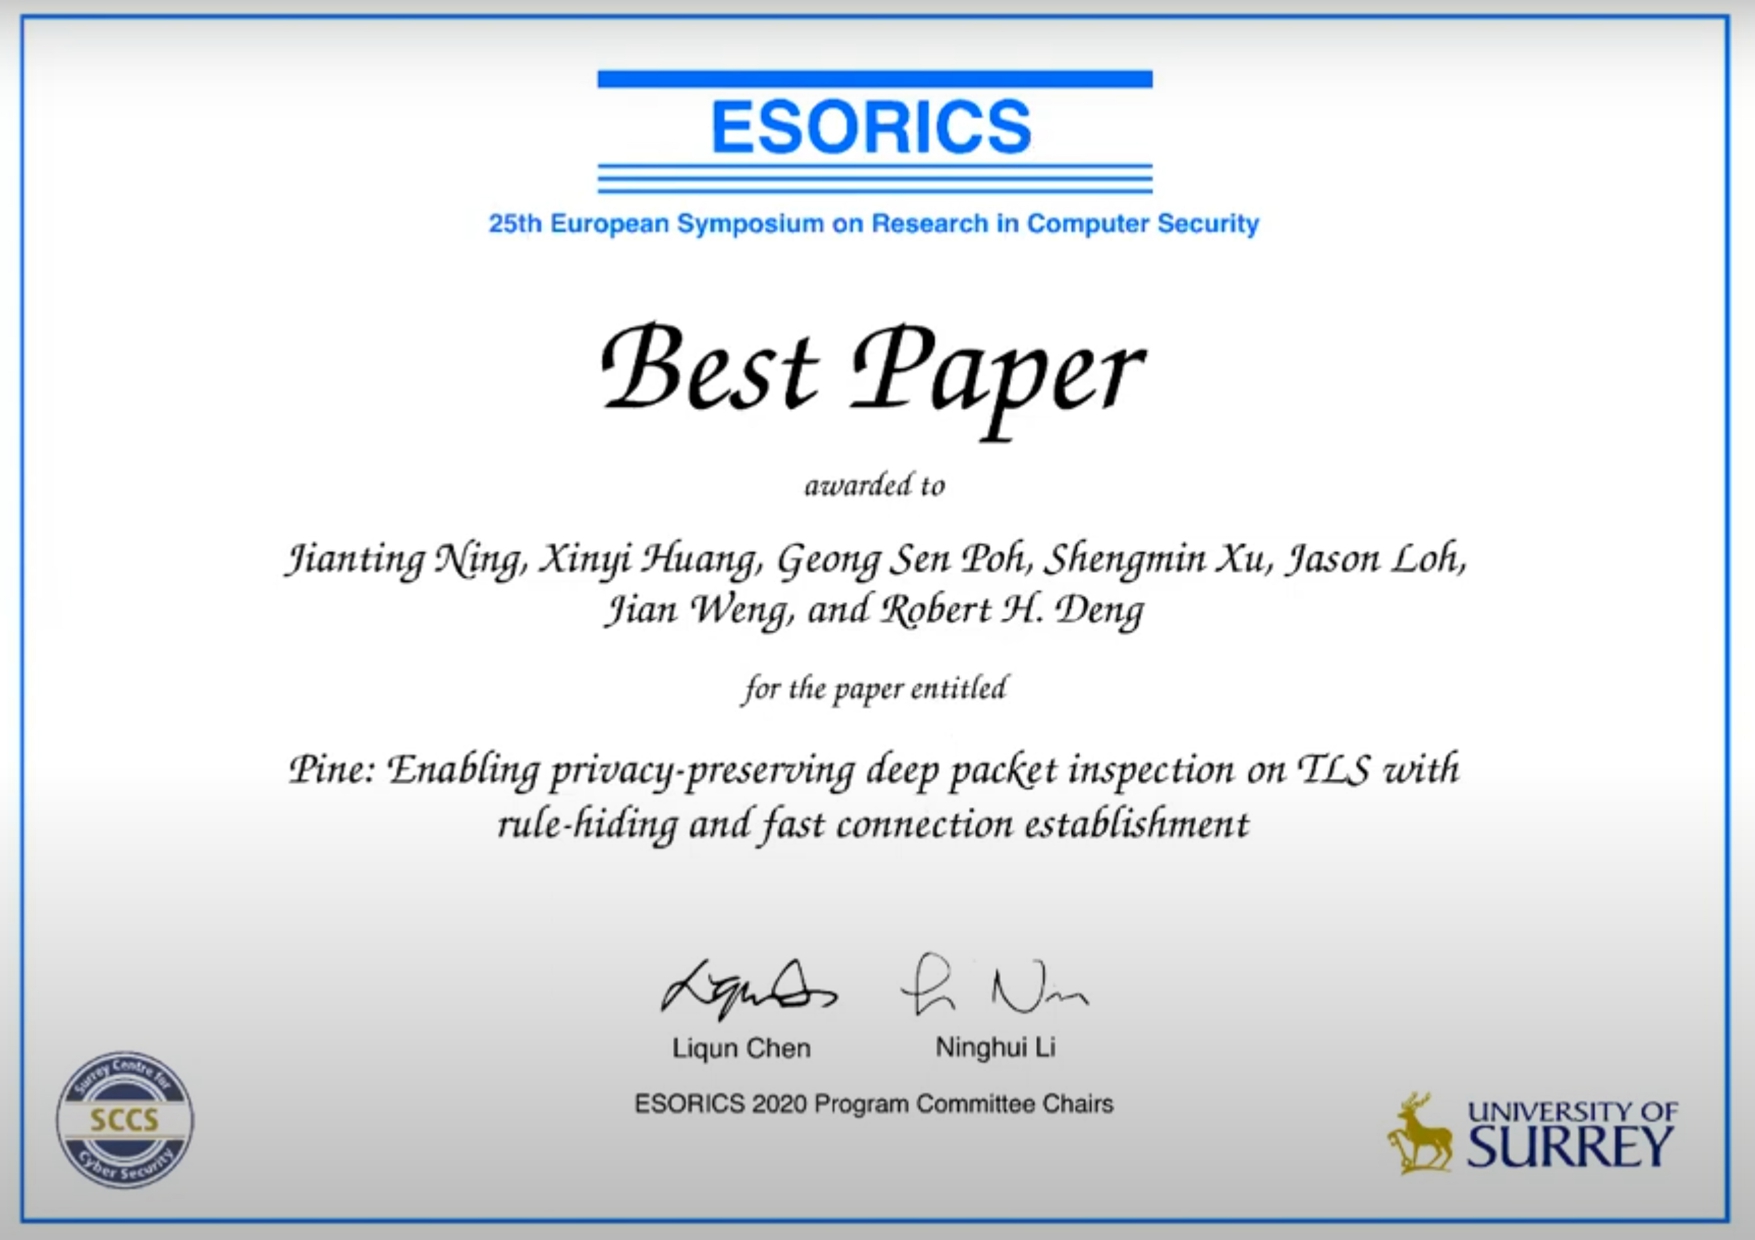 ESORICS
25th European Symposium on Research in Computer Security
Best Paper
awarded to
Jianting Ning, Xinyi Huang, Geong Sen Poh, Shengmin Xu, Jason Loh,
Jian Weng, and Robert H. Deng
for the paper entitled
Pine: Enabling privacy-preserving deep packet inspection on TLS with
rule-hiding and fast connection establishment
Liqun Chen
Ninghui Li
ESORICS 2020 Program Committee Chairs
Surrey Centre for
SCCS
Cyber Security
UNIVERSITY OF
SURREY